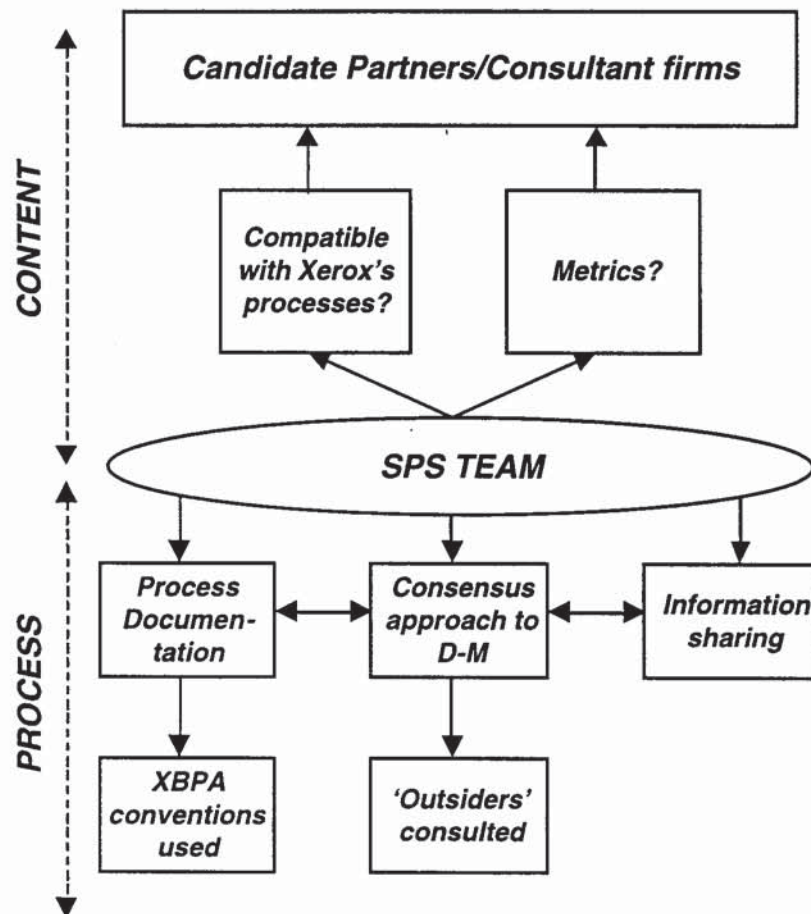 Candidate Partners/Consultant firms
CONTENT
Compatible
with Xerox's
processes?
Metrics?
SPS TEAM
PROCESS
Process
Documen-
tation
Consensus
approach to
D-M
Information
sharing
XBPA
conventions
used
'Outsiders'
consulted